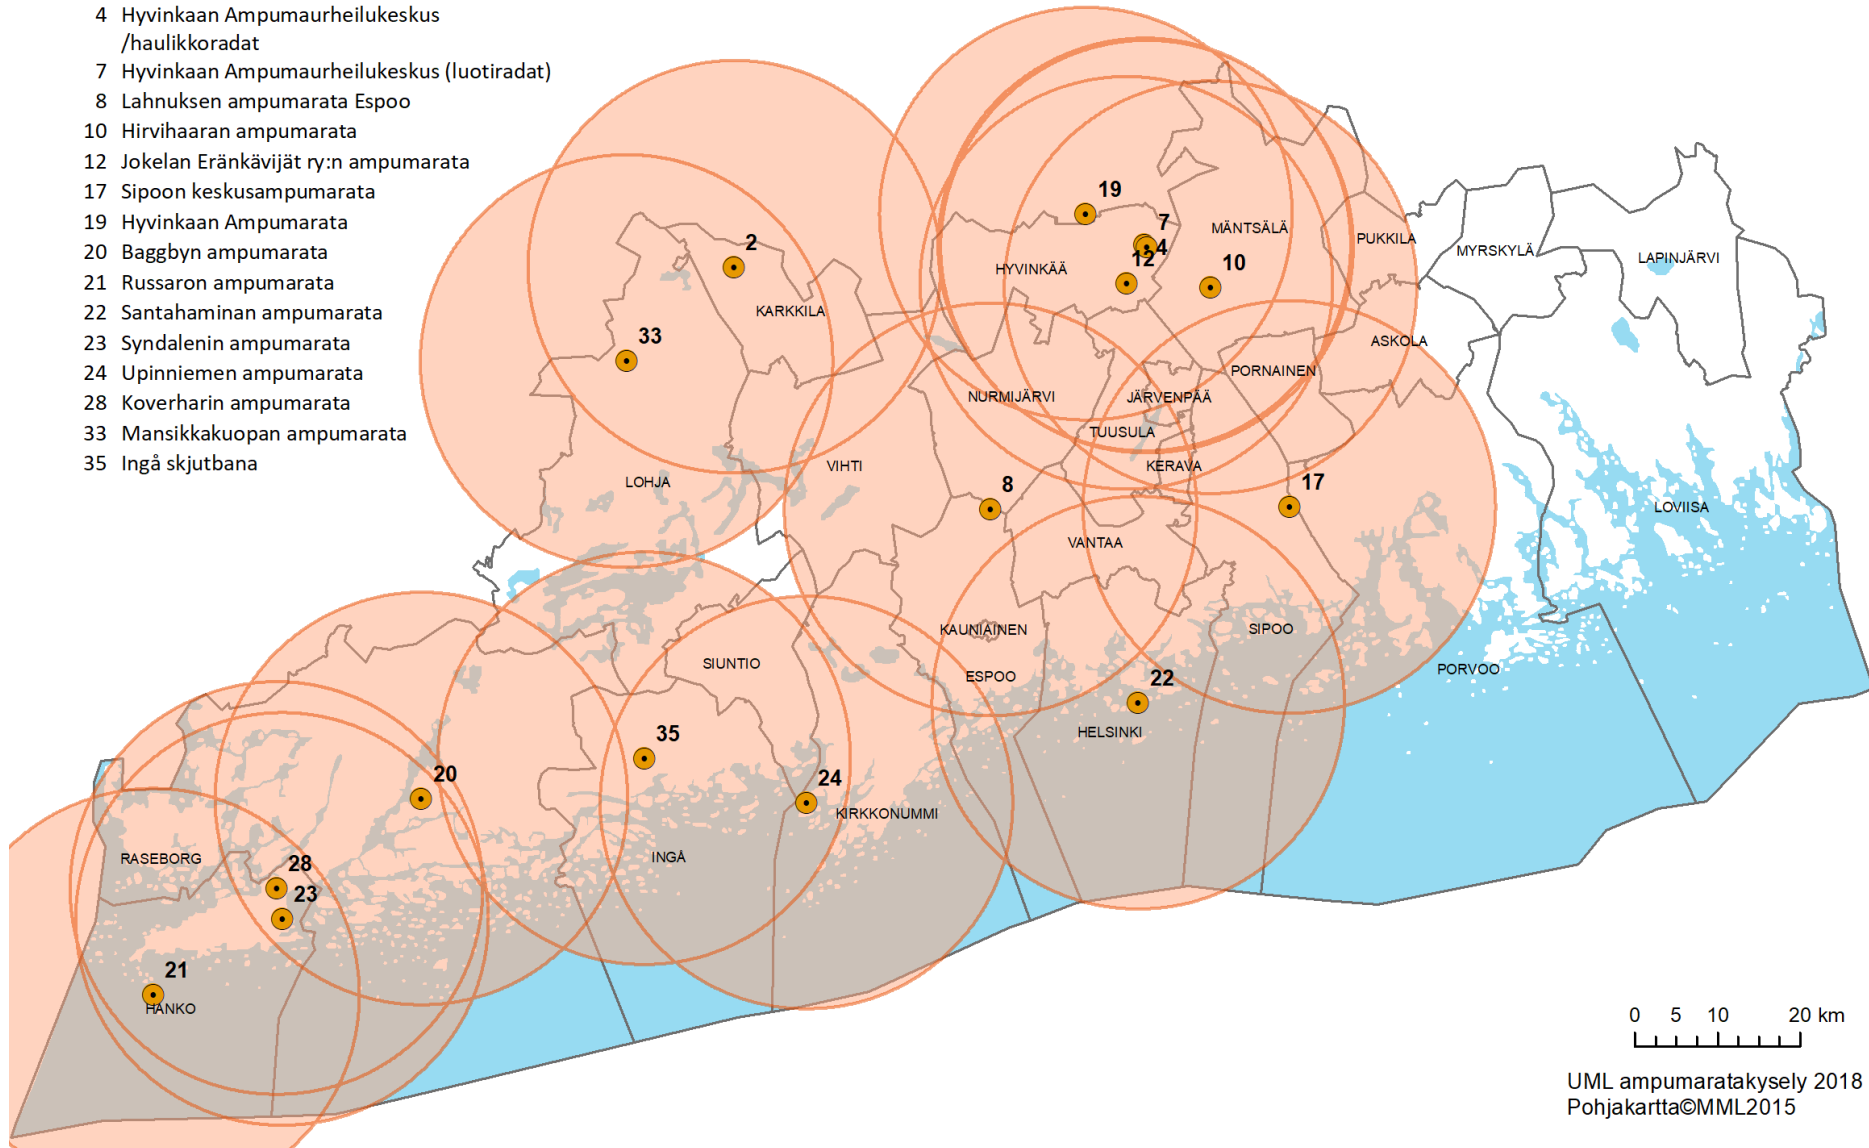 4 Hyvinkaan Ampumaurheilukeskus
/haulikkoradat
7 Hyvinkaan Ampumaurheilukeskus (luotiradat)
8 Lahnuksen ampumarata Espoo
10 Hirvihaaran ampumarata
12 Jokelan Eränkävijät ry:n ampumarata
17 Sipoon keskusampumarata
19 Hyvinkaan Ampumarata
20 Baggbyn ampumarata
21 Russaron ampumarata
22 Santahaminan ampumarata
23 Syndalenin ampumarata
24 Upinniemen ampumarata
28 Koverharin ampumarata
33 Mansikkakuopan ampumarata
35 Ingå skjutbana
19
7
2
4
12
10
MÄNTSÄLÄ
PUKKILA
MYRSKYLÄ
LAPINJÄRVI
HYVINKÄÄ
KARKKILA
33
ASKOLA
PORNAINEN
NURMIJÄRVI
JÄRVENPÄÄ
TUUSULA
VIHTI
KERAVA
LOHJA
8
17
LOVIISA
VANTAA
KAUNIAINEN
SIPOO
SIUNTIO
ESPOO
PORVOO
22
HELSINKI
35
20
24
KIRKKONUMMI
RASEBORG
28
INGÅ
23
21
HANKO
0 5 10 20 km
UML ampumaratakysely 2018
Pohjakartta©MML2015